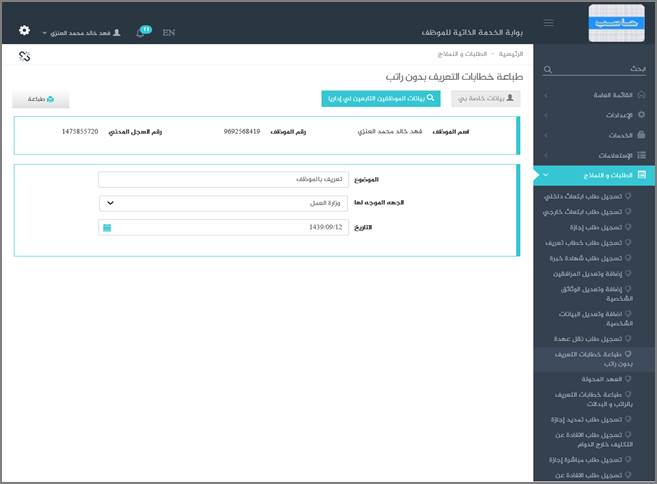 حاسب
بوابة الخدمة الذاتية للموظف
EN
11
فهد خالد محمد العنزي
الرئيسية - الطلبات و النماذج
طباعة خطابات التعريف بدون راتب
بيانات خاصة بي
بيانات الموظفين التابعين لي إداريا
طباعة
اسم الموظف فهد خالد محمد العنزي رقم الموظف 9692568419 رقم السجل المدني 1475855720
الموضوع تعريف بالموظف
الجهه الموجه لها وزارة العمل
التاريخ 1439/09/12
ابحث
القائمة العامة
الإعدادات
الخدمات
الإستعلامات
الطلبات و النماذج
تسجيل طلب ابتعاث داخلي
تسجيل طلب ابتعاث خارجي
تسجيل طلب إجازة
تسجيل طلب خطاب تعريف
تسجيل طلب شهادة خبرة
إضافة وتعديل المرافقين
إضافة وتعديل الوثائق
الشخصية
اضافة وتعديل البيانات
الشخصية
تسجيل طلب نقل عهدة
طباعة خطابات التعريف
بدون راتب
العهد المحولة
طباعة خطابات التعريف
بالراتب و البدلات
تسجيل طلب تمديد إجازة
تسجيل طلب الافادة عن
التكليف خارج الدوام
تسجيل طلب مباشرة إجازة
تسجيل طلب الافادة عن